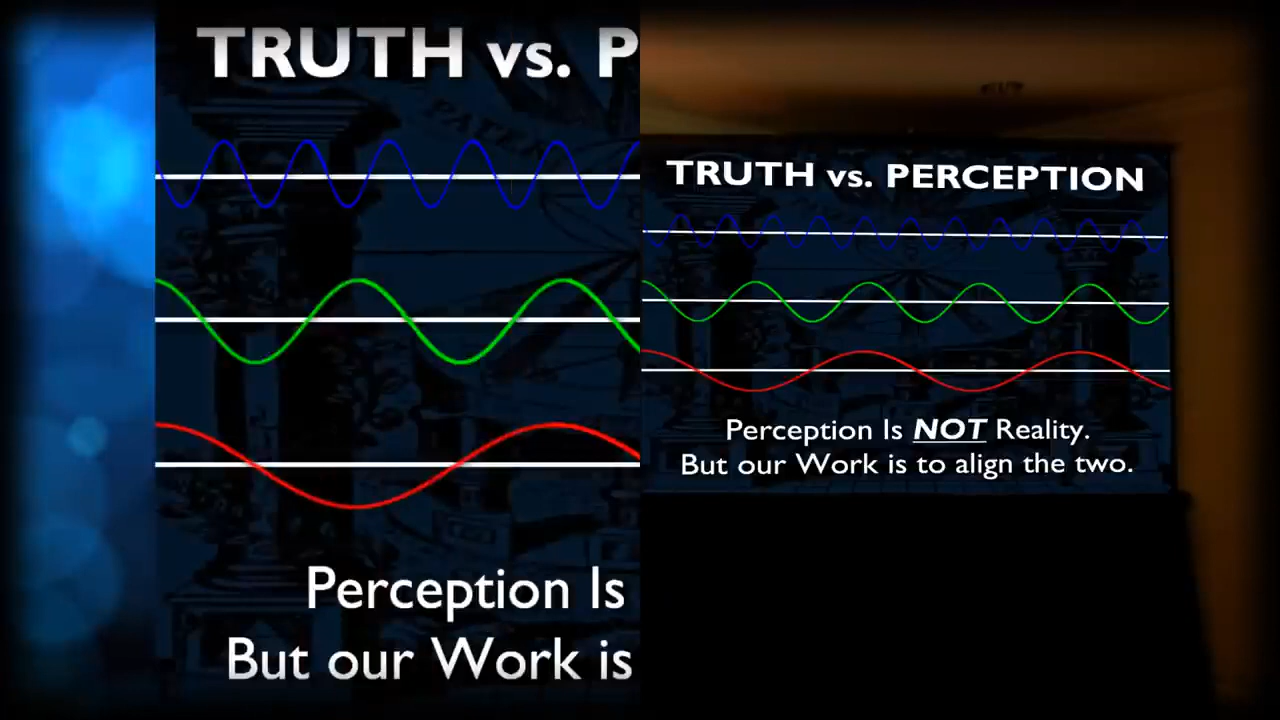 TRUTH vs. P
Perception Is
But our Work is
TRUTH vs. PERCEPTION
Perception Is NOT Reality.
But our Work is to align the two.